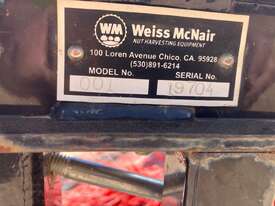 WM
Weiss McNair
NUT HARVESTING EQUIPMENT
100 Loren Avenue Chico, CA. 95928
(530)891-6214
MODEL No. SERIAL No.
001 19704